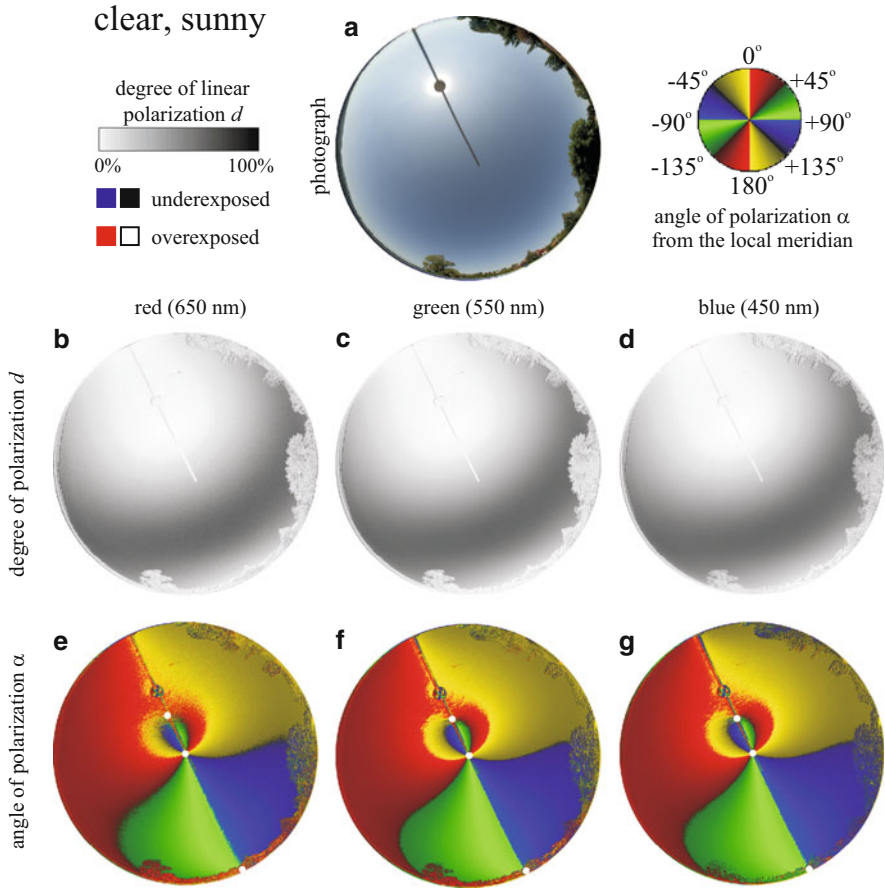 clear, sunny
a
degree of linear
polarization d
0% 100%
underexposed
overexposed
photograph
0°
-45° +45°
-90° +90°
-135° +135°
180°
angle of polarization α
from the local meridian
red (650 nm) green (550 nm) blue (450 nm)
b c d
degree of polarization d
e f g
angle of polarization α